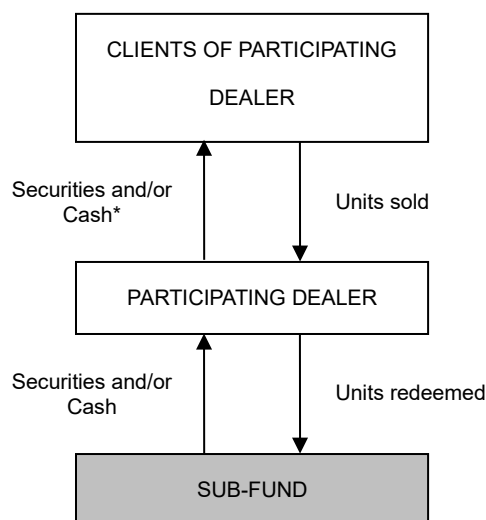 CLIENTS OF PARTICIPATING
DEALER
Securities and/or
Cash*
Units sold
PARTICIPATING DEALER
Securities and/or
Cash
Units redeemed
SUB-FUND